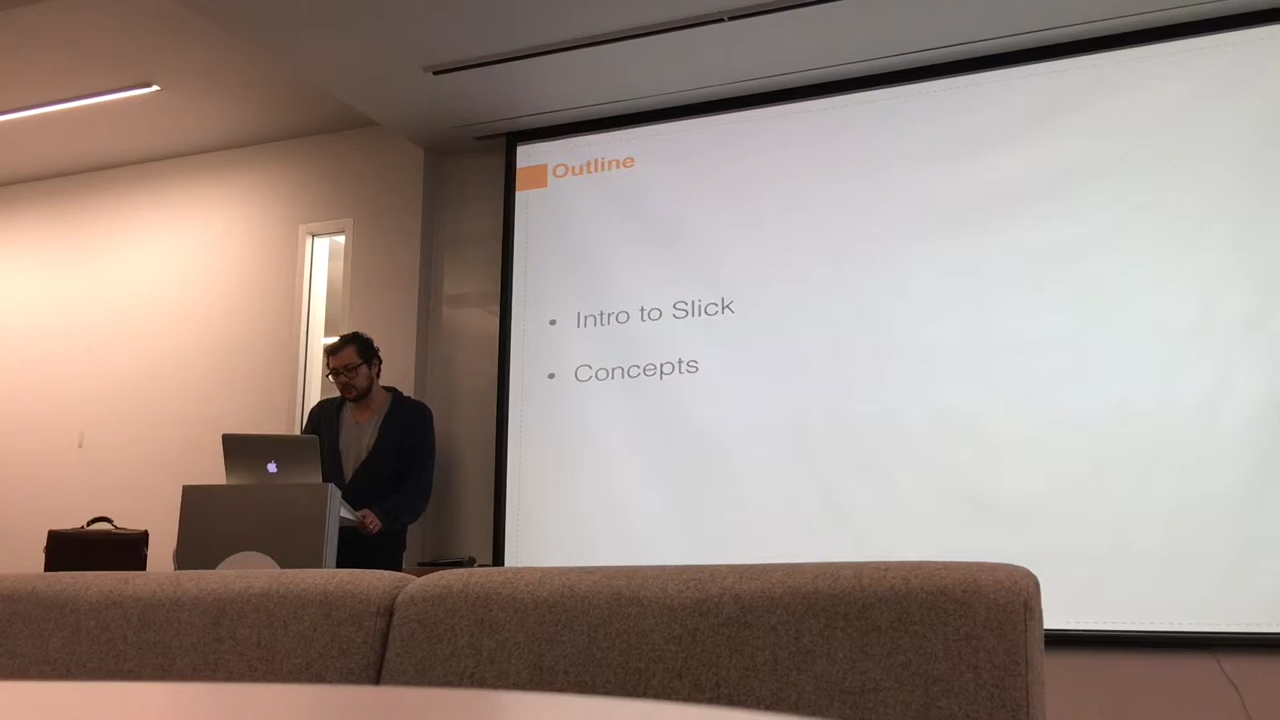 Outline
• Intro to Slick
• Concepts